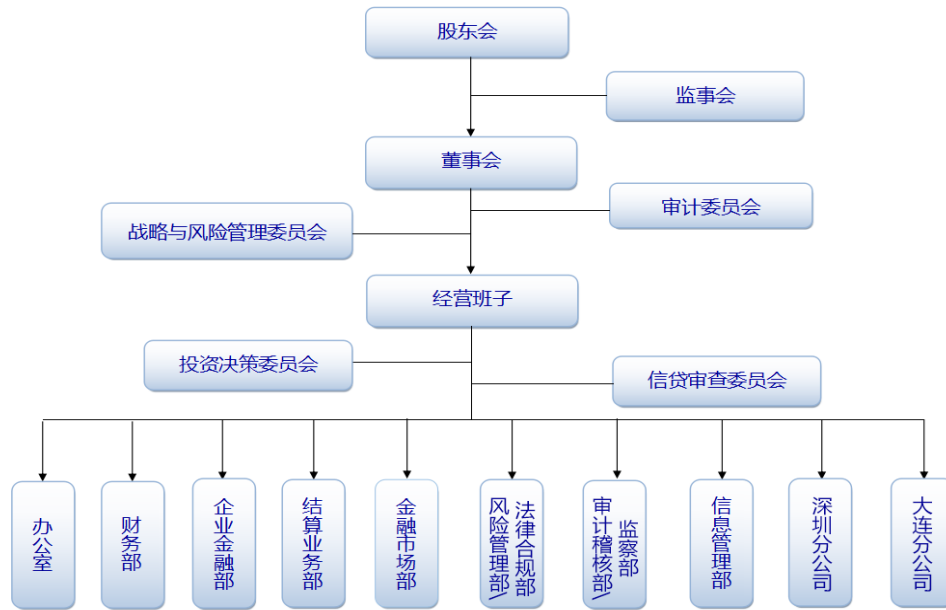 股东会
监事会
董事会
审计委员会
战略与风险管理委员会
经营班子
投资决策委员会
信贷审查委员会
办公室
财务部
企业金融部
结算业务部
金融市场部
风险管理部/
法律合规部
审计稽核部/
监察部
信息管理部
深圳分公司
大连分公司